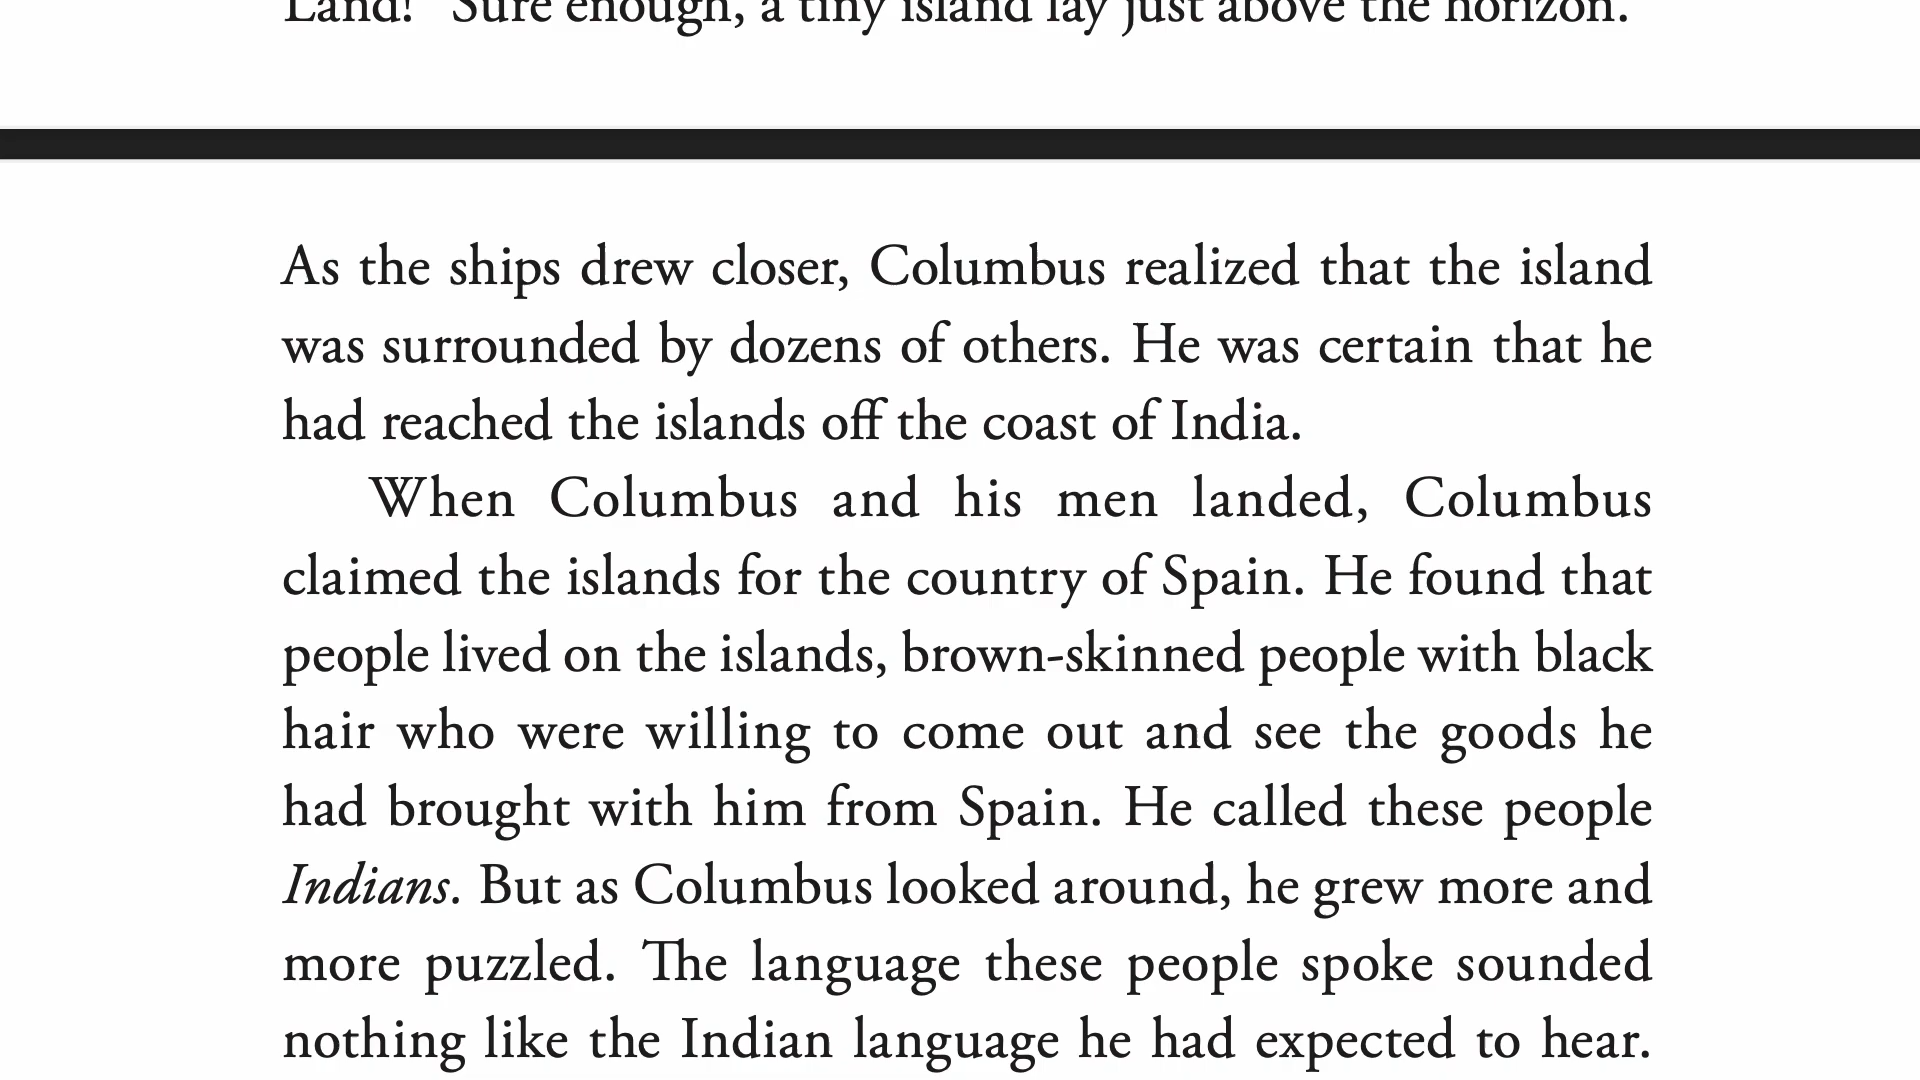 Land!" Sure enough, a tiny island lay just above the horizon.
As the ships drew closer, Columbus realized that the island
was surrounded by dozens of others. He was certain that he
had reached the islands off the coast of India.
When Columbus and his men landed, Columbus
claimed the islands for the country of Spain. He found that
people lived on the islands, brown-skinned people with black
hair who were willing to come out and see the goods he
had brought with him from Spain. He called these people
Indians. But as Columbus looked around, he grew more and
more puzzled. The language these people spoke sounded
nothing like the Indian language he had expected to hear.